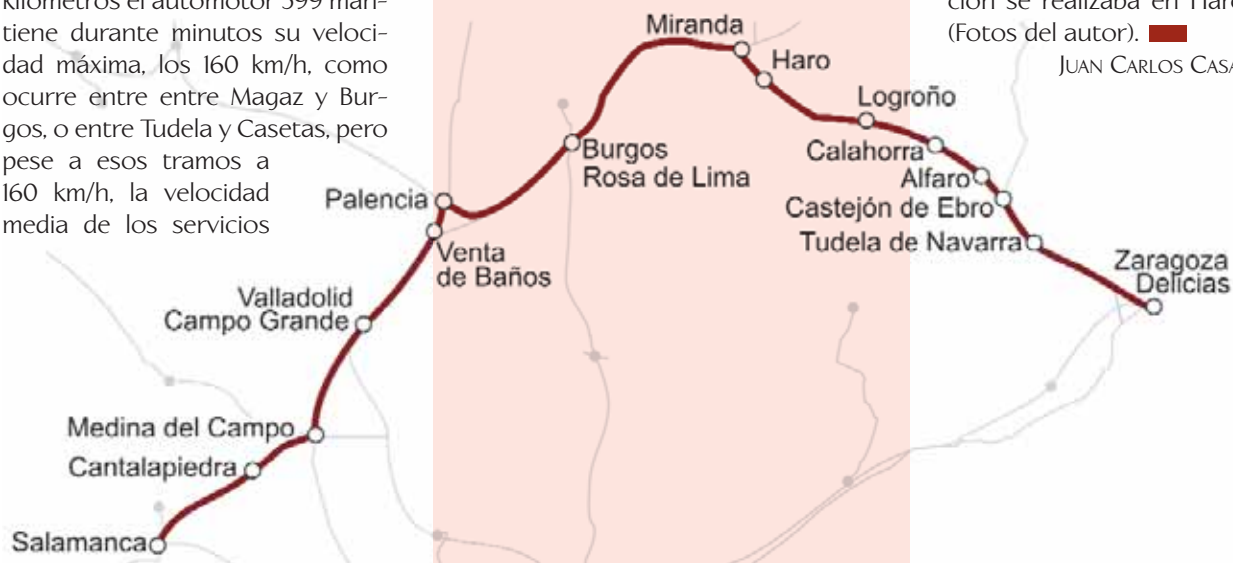 kilómetros el automotor 599 man-
tiene durante minutos su veloci-
dad máxima, los 160 km/h, como
ocurre entre entre Magaz y Bur-
gos, o entre Tudela y Casetas, pero
pese a esos tramos a
160 km/h, la velocidad
media de los servicios
ción se realizaba en Haro
(Fotos del autor).
JUAN CARLOS CASA
Miranda
Haro
Logroño
Calahorra
Alfaro
Castejón de Ebro
Tudela de Navarra
Zaragoza
Delicias
Burgos
Rosa de Lima
Palencia
Venta
de Baños
Valladolid
Campo Grande
Medina del Campo
Cantalapiedra
Salamanca